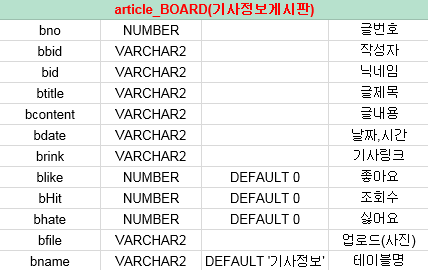 article_BOARD(기사정보게시판)
bno NUMBER 글번호
bbid VARCHAR2 작성자
bid VARCHAR2 닉네임
btitle VARCHAR2 글제목
bcontent VARCHAR2 글내용
bdate VARCHAR2 날짜,시간
brink VARCHAR2 기사링크
blike NUMBER DEFAULT 0 좋아요
bHit NUMBER DEFAULT 0 조회수
bhate NUMBER DEFAULT 0 싫어요
bfile VARCHAR2 업로드(사진)
bname VARCHAR2 DEFAULT '기사정보' 테이블명